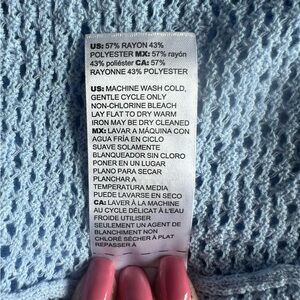 US: 57% RAYON 43%
POLYESTER MX: 57% rayón
43% poliéster CA: 57%
RAYONNE 43% POLYESTER
US: MACHINE WASH COLD,
GENTLE CYCLE ONLY
NON-CHLORINE BLEACH
LAY FLAT TO DRY WARM
IRON MAY BE DRY CLEANED
MX: LAVAR A MÁQUINA CON
AGUA FRÍA EN CICLO
SUAVE SOLAMENTE
BLANQUEADOR SIN CLORO
PONER EN UN LUGAR
PLANO PARA SECAR
PLANCHAR A
TEMPERATURA MEDIA
PUEDE LAVARSE EN SECO
CA: LAVER À LA MACHINE
AU CYCLE DÉLICAT À L'EAU
FROIDE UTILISER
SEULEMENT UN AGENT DE
BLANCHIMENT NON
CHLORÉ SÉCHER À PLAT
REPASSER À